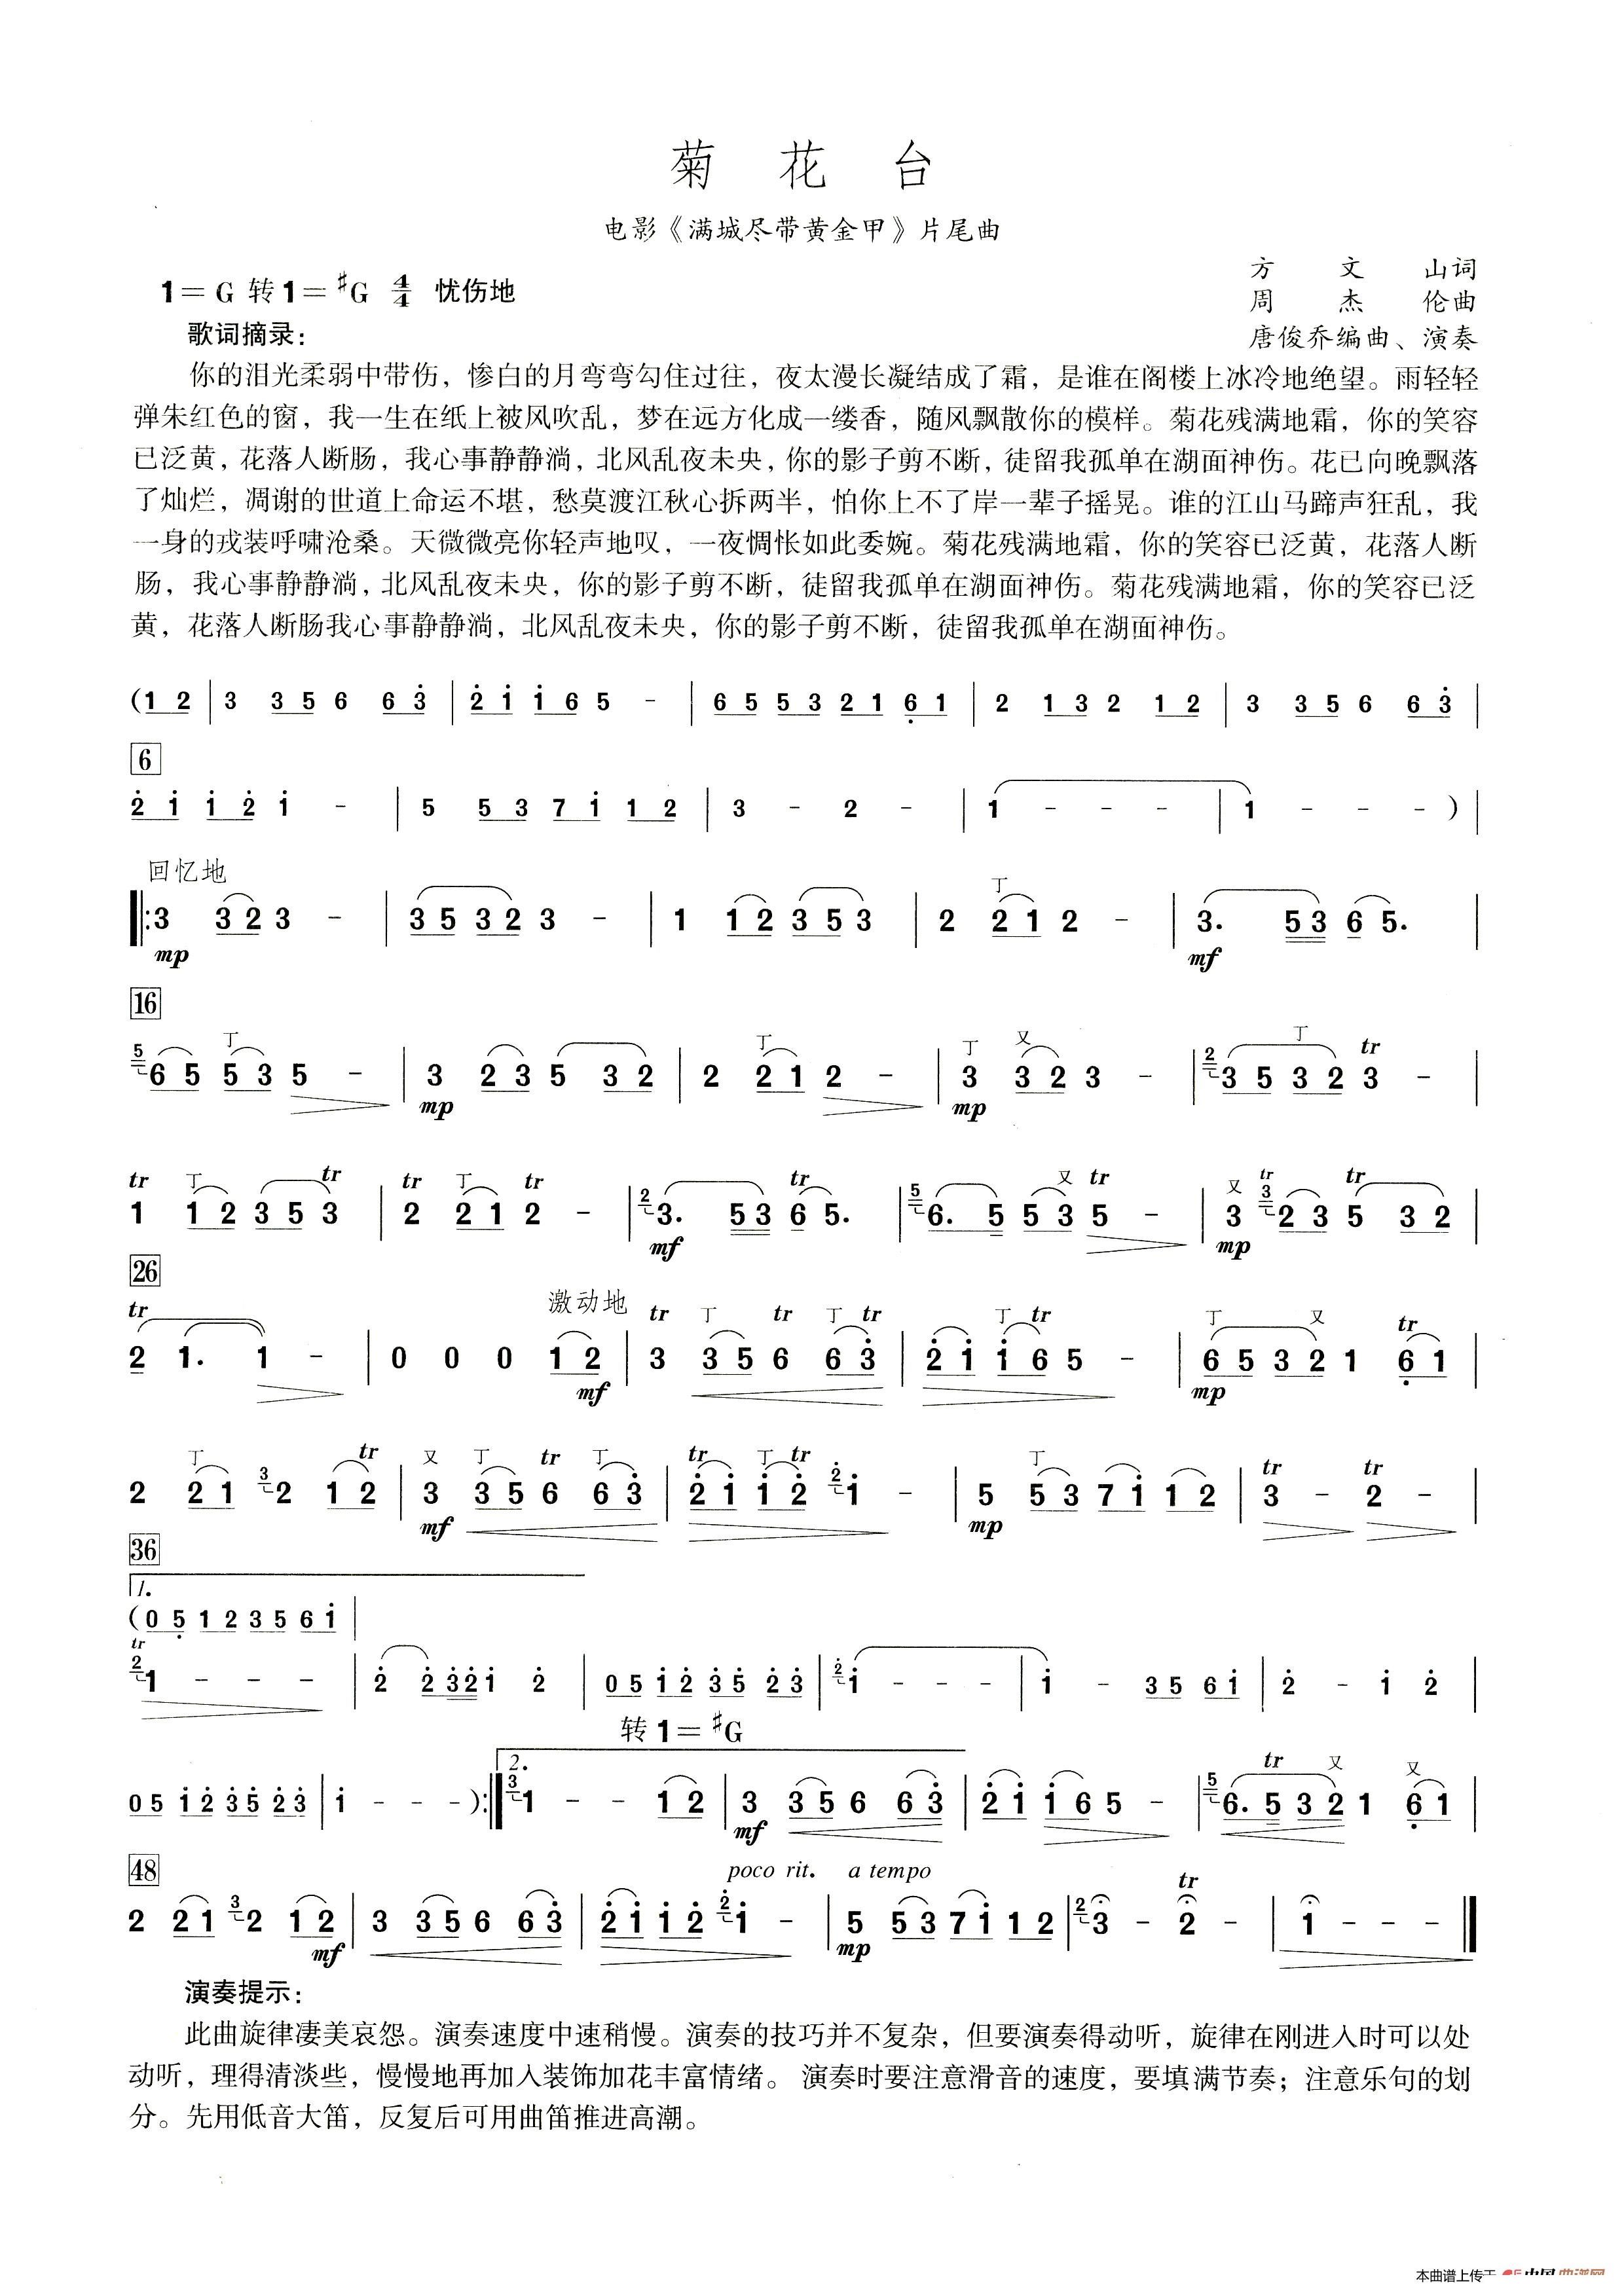 菊 花 台
电影《满城尽带黄金甲》片尾曲
1=G 转1=♯G 4/4 忧伤地
方 文 山词
周 杰 伦曲
唐俊乔编曲、演奏
歌词摘录：
你的泪光柔弱中带伤，惨白的月弯弯勾住过往，夜太漫长凝结成了霜，是谁在阁楼上冰冷地绝望。雨轻轻
弹朱红色的窗，我一生在纸上被风吹乱，梦在远方化成一缕香，随风飘散你的模样。菊花残满地霜，你的笑容
已泛黄，花落人断肠，我心事静静淌，北风乱夜未央，你的影子剪不断，徒留我孤单在湖面神伤。花已向晚飘落
了灿烂，凋谢的世道上命运不堪，愁莫渡江秋心拆两半，怕你上不了岸一辈子摇晃。谁的江山马蹄声狂乱，我
一身的戎装呼啸沧桑。天微微亮你轻声地叹，一夜惆怅如此委婉。菊花残满地霜，你的笑容已泛黄，花落人断
肠，我心事静静淌，北风乱夜未央，你的影子剪不断，徒留我孤单在湖面神伤。菊花残满地霜，你的笑容已泛
黄，花落人断肠我心事静静淌，北风乱夜未央，你的影子剪不断，徒留我孤单在湖面神伤。
(1 2 | 3 3 5 6 6 3 | 2 1 1 6 5 - | 6 5 5 3 2 1 6 1 | 2 1 3 2 1 2 | 3 3 5 6 6 3 |
6
2 1 1 2 1 - | 5 5 3 7 1 1 2 | 3 - 2 - | 1 - - - | 1 - - - ) |
回忆地
‖: 3 3 2 3 - | 3 5 3 2 3 - | 1 1 2 3 5 3 | 2 2 1 2 - | 3. 5 3 6 5. |
mp mf
16
5 6 5 5 3 5 - | 3 2 3 5 3 2 | 2 2 1 2 - | 3 3 2 3 - | 2 3 5 3 2 3 - |
mp mp
tr 丁 tr tr 丁 tr tr 又 tr 又 tr tr
1 1 2 3 5 3 | 2 2 1 2 - | 2 3. 5 3 6 5. | 5 6. 5 5 3 5 - | 3 3 2 3 5 3 2 |
mf mp
26
激动地
tr tr 丁 tr 丁 tr 丁 tr 丁 又 tr
2 1. 1 - | 0 0 0 1 2 | 3 3 5 6 6 3 | 2 1 1 6 5 - | 6 5 3 2 1 6 1 |
mf mp
丁 tr 又 丁 tr 丁 tr 丁 tr 丁 tr tr
2 2 1 3 2 1 2 | 3 3 5 6 6 3 | 2 1 1 2 2 1 - | 5 5 3 7 1 1 2 | 3 - 2 - |
mf mp
36
1.
(0 5 1 2 3 5 6 1 |
tr
2 1 - - - | 2 2 3 2 1 2 | 0 5 1 2 3 5 2 3 | 2 1 - - - | 1 - 3 5 6 1 | 2 - 1 2 |
转 1=♯G
0 5 1 2 3 5 2 3 | 1 - - - ) :‖ 2. 3 1 - - 1 2 | 3 3 5 6 6 3 | 2 1 1 6 5 - | 5 6. 5 3 2 1 6 1 |
mf tr 又 又
48
poco rit. a tempo
tr
2 2 1 3 2 1 2 | 3 3 5 6 6 3 | 2 1 1 2 2 1 - | 5 5 3 7 1 1 2 | 2 3 - 2 - | 1 - - - ‖
mf mp
演奏提示：
此曲旋律凄美哀怨。演奏速度中速稍慢。演奏的技巧并不复杂，但要演奏得动听，旋律在刚进入时可以处
动听，理得清淡些，慢慢地再加入装饰加花丰富情绪。 演奏时要注意滑音的速度，要填满节奏；注意乐句的划
分。先用低音大笛，反复后可用曲笛推进高潮。
本曲谱上传于